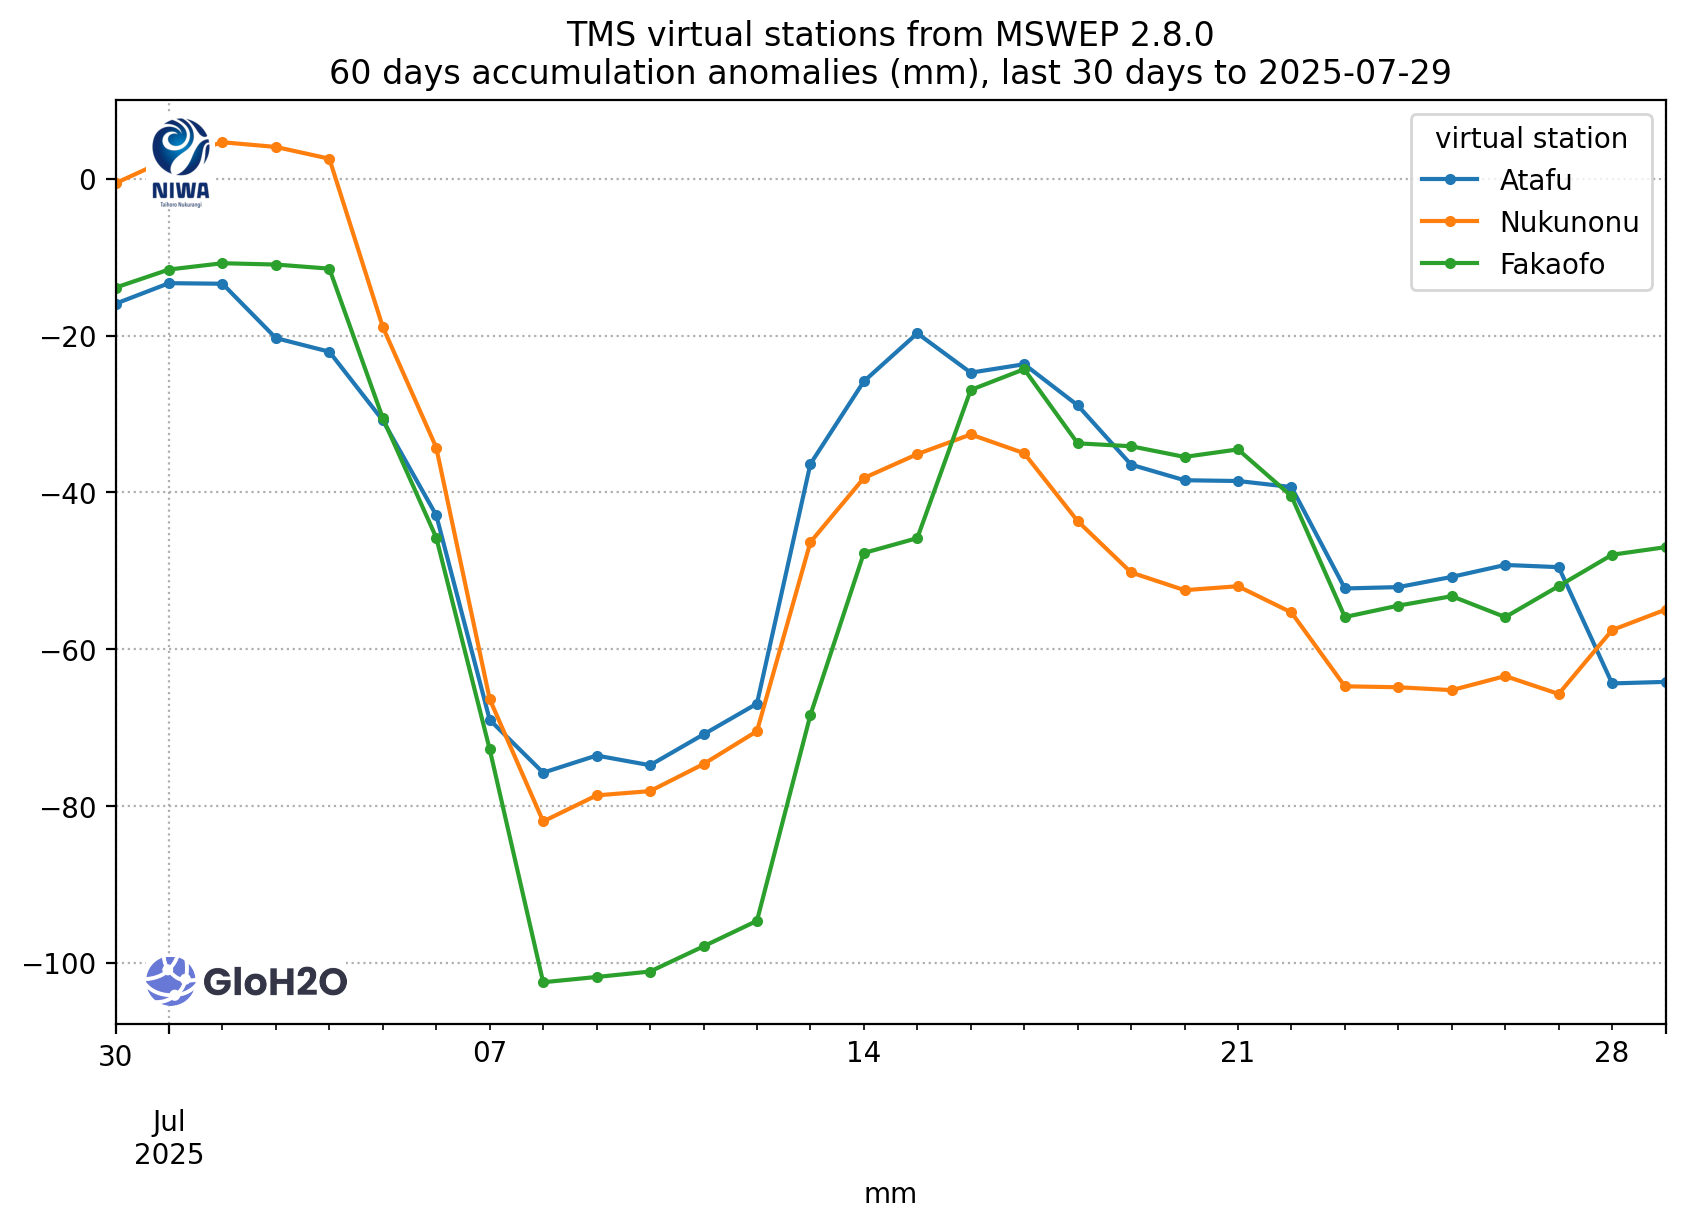 TMS virtual stations from MSWEP 2.8.0
60 days accumulation anomalies (mm), last 30 days to 2025-07-29
NIWA
Taihoro Nukurangi
virtual station
Atafu
Nukunonu
Fakaofo
0
−20
−40
−60
−80
−100
GloH2O
30 07 14 21 28
Jul
2025
mm